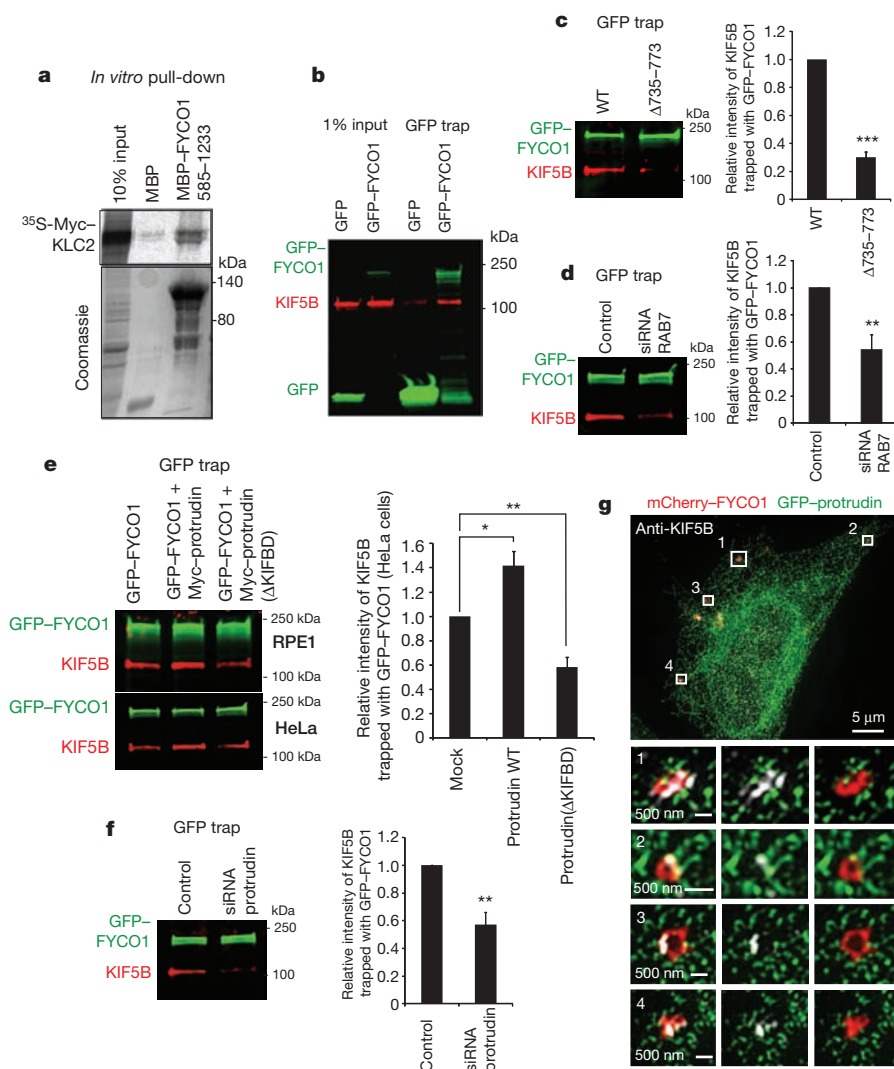 a
In vitro pull-down
10% input
MBP
MBP–FYCO1
585–1233
35S-Myc–
KLC2
kDa
140
80
Coomassie
b
1% input
GFP trap
GFP
GFP–FYCO1
GFP
GFP–FYCO1
kDa
GFP–
FYCO1
250
KIF5B
100
GFP
c
GFP trap
WT
Δ735–773
kDa
GFP–
FYCO1
250
KIF5B
100
Relative intensity of KIF5B
trapped with GFP–FYCO1
1.2
1.0
0.8
0.6
0.4
0.2
0
***
WT
Δ735–773
d
GFP trap
Control
siRNA
RAB7
kDa
GFP–
FYCO1
250
KIF5B
100
Relative intensity of KIF5B
trapped with GFP–FYCO1
1.2
1.0
0.8
0.6
0.4
0.2
0
**
Control
siRNA
RAB7
e
GFP trap
GFP–FYCO1
GFP–FYCO1 +
Myc–protrudin
GFP–FYCO1 +
Myc–protrudin
(ΔKIFBD)
GFP–FYCO1
250 kDa
RPE1
KIF5B
100 kDa
GFP–FYCO1
250 kDa
HeLa
KIF5B
100 kDa
Relative intensity of KIF5B
trapped with GFP–FYCO1 (HeLa cells)
1.6
1.4
1.2
1.0
0.8
0.6
0.4
0.2
0
*
**
Mock
Protrudin WT
Protrudin(ΔKIFBD)
f
GFP trap
Control
siRNA
protrudin
kDa
GFP–
FYCO1
250
KIF5B
100
Relative intensity of KIF5B
trapped with GFP–FYCO1
1.2
1.0
0.8
0.6
0.4
0.2
0
**
Control
siRNA
protrudin
g
mCherry–FYCO1 GFP–protrudin
Anti-KIF5B
1
2
3
4
5 μm
1
500 nm
2
500 nm
3
500 nm
4
500 nm